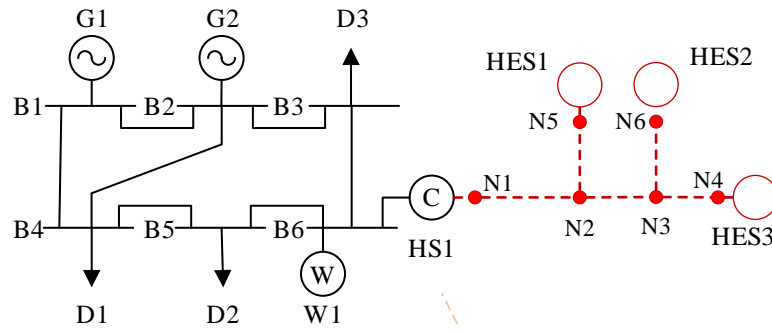 G1 G2 D3
HES1 HES2
B1 B2 B3
N5 N6
C N1 N4
B4 B5 B6 HS1 N2 N3 HES3
W
D1 D2 W1